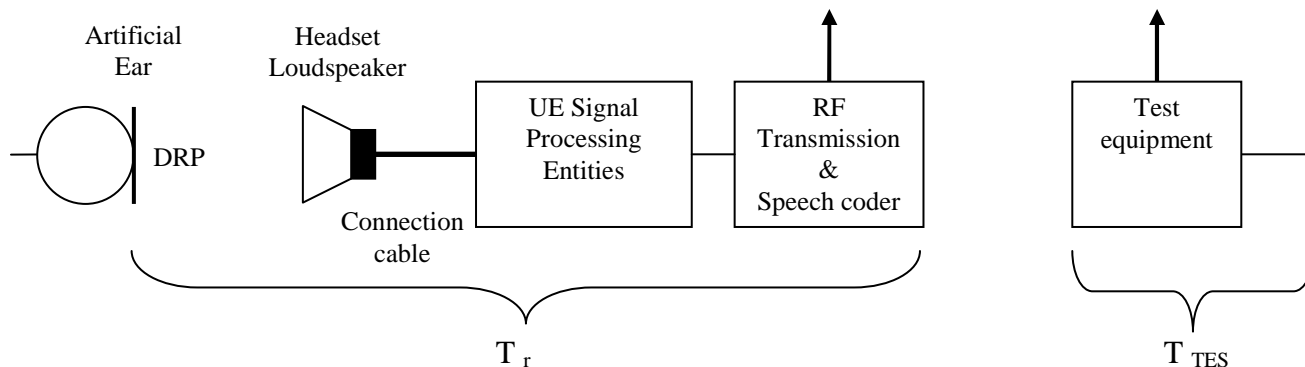 Artificial
Ear
DRP
Headset
Loudspeaker
Connection
cable
UE Signal
Processing
Entities
RF
Transmission
&
Speech coder
Test
equipment
T r
T TES